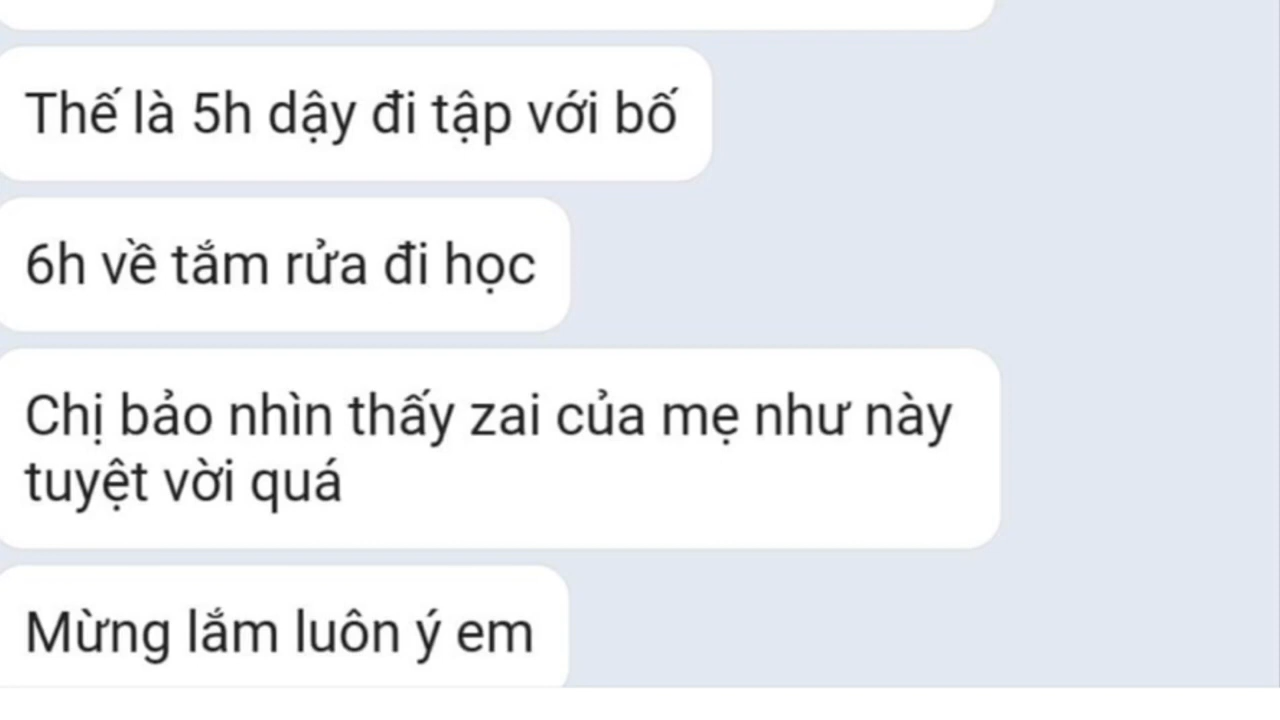 Thế là 5h dậy đi tập với bố
6h về tắm rửa đi học
Chị bảo nhìn thấy zai của mẹ như này
tuyệt vời quá
Mừng lắm luôn ý em